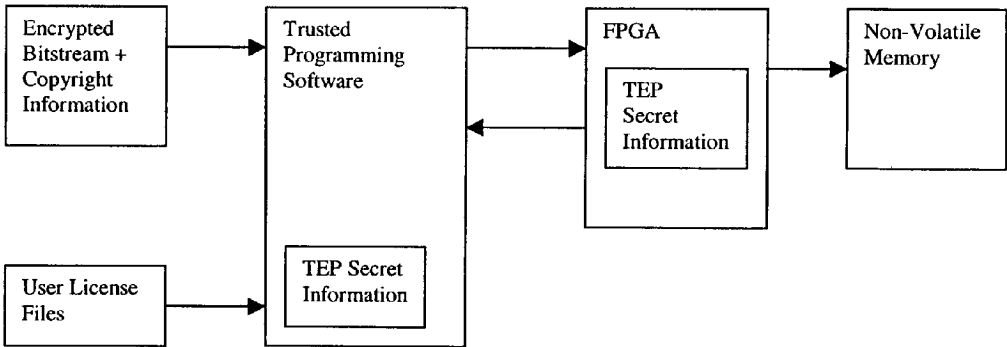 Encrypted
Bitstream +
Copyright
Information
Trusted
Programming
Software
FPGA
Non-Volatile
Memory
TEP
Secret
Information
User License
Files
TEP Secret
Information